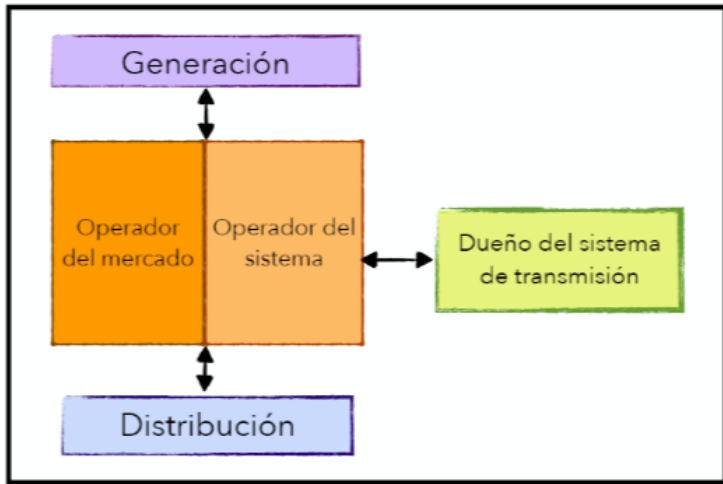 Generación
Operador
del mercado
Operador del
sistema
Dueño del sistema
de transmisión
Distribución